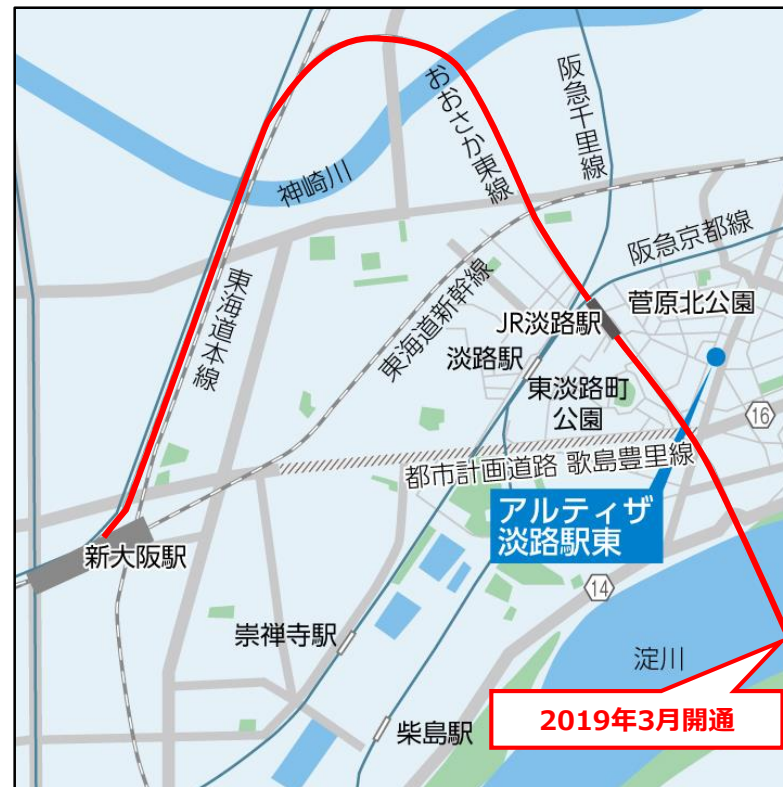 おおさか東線
阪急千里線
神崎川
阪急京都線
東海道本線
東海道新幹線
菅原北公園
JR淡路駅
淡路駅
東淡路町
公園
16
都市計画道路 歌島豊里線
アルティザ
淡路駅東
新大阪駅
14
崇禅寺駅
淀川
2019年3月開通
柴島駅